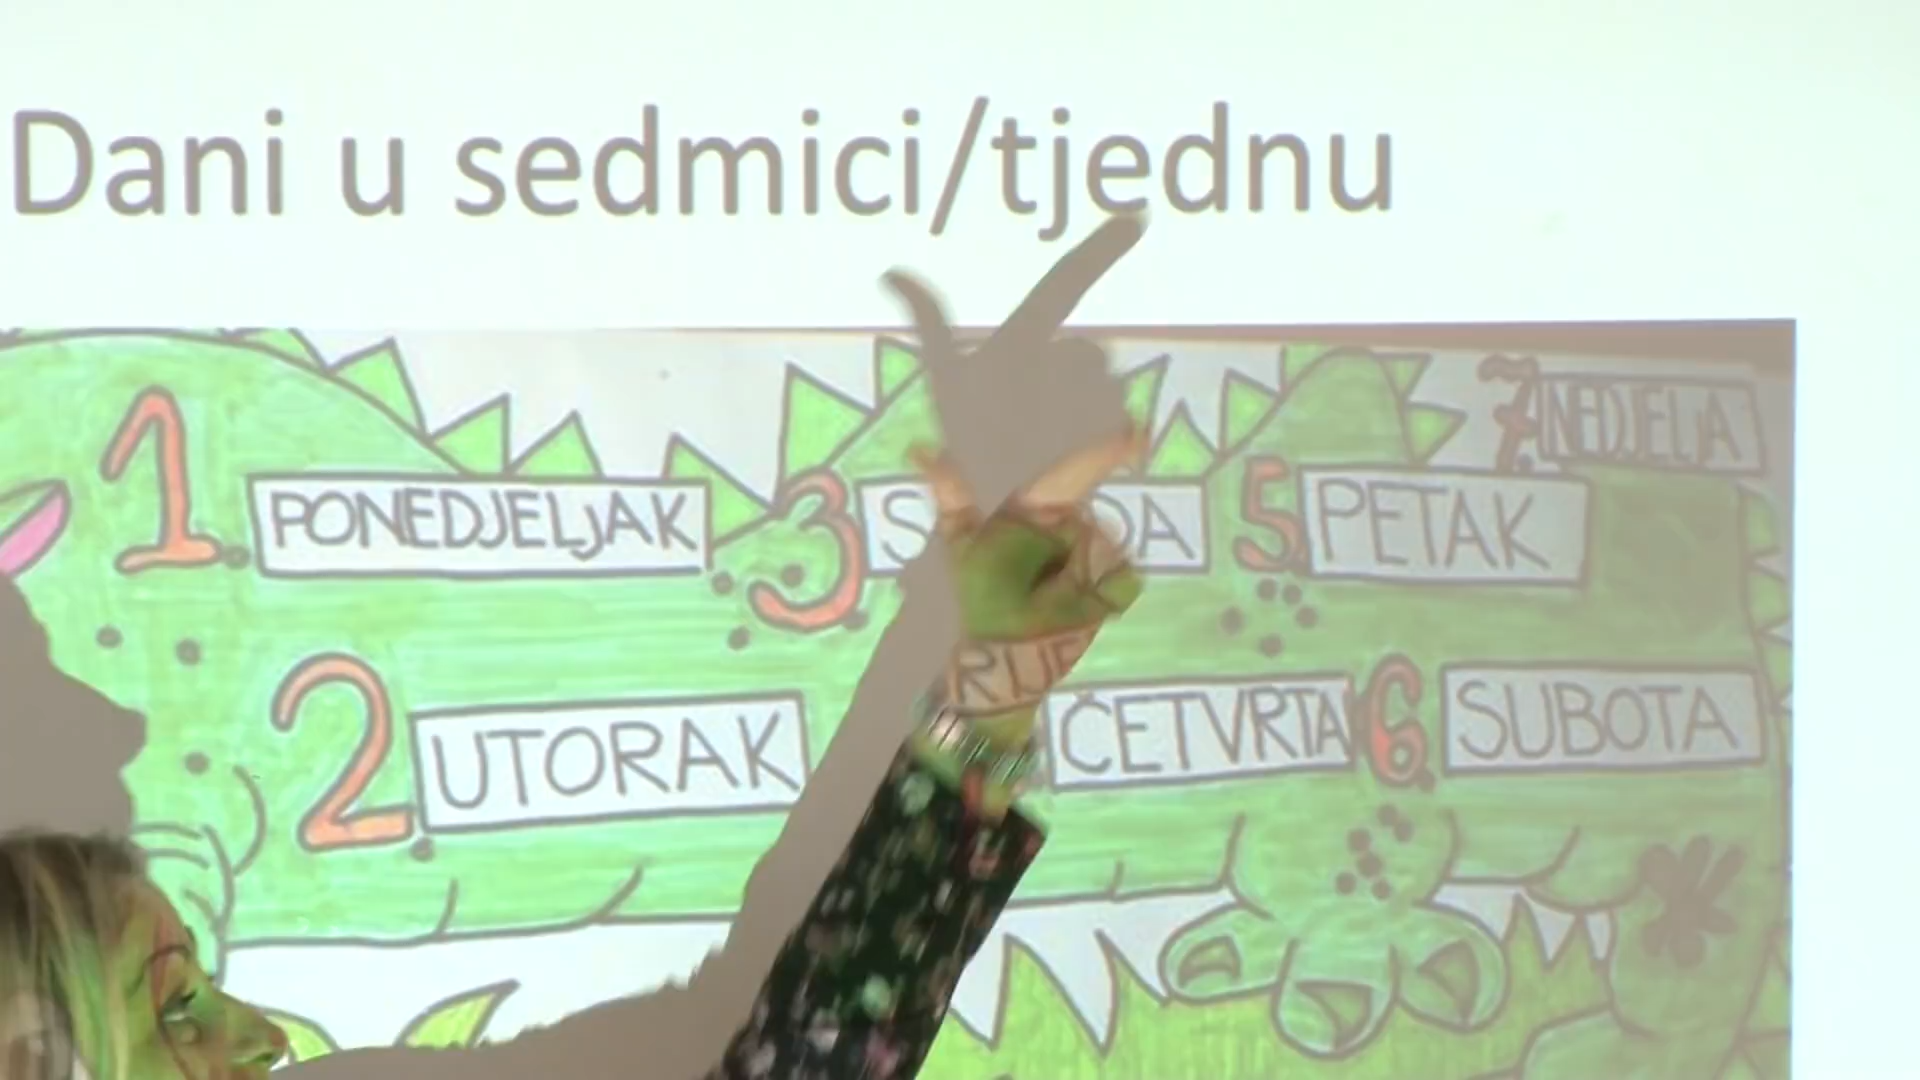 Dani u sedmici/tjednu
7. NEDJELJA
1. PONEDJELJAK
3.
5. PETAK
2. UTORAK
ČETVRTA
6. SUBOTA